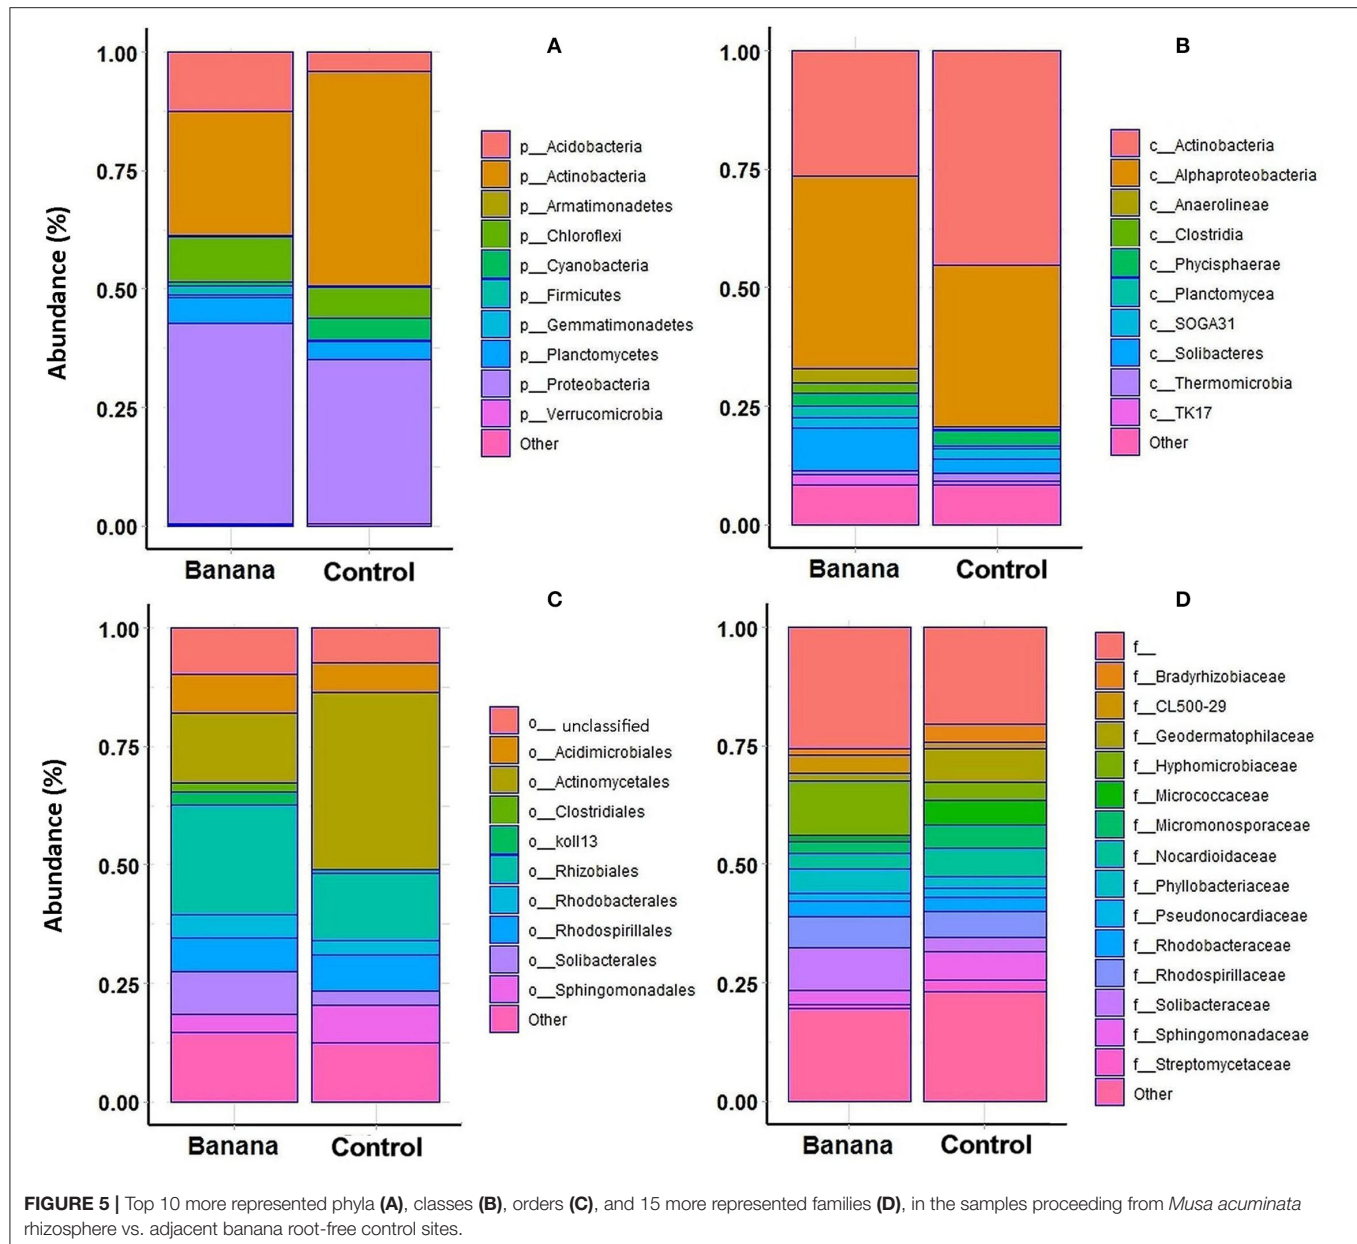 A
Abundance (%)
1.00
0.75
0.50
0.25
0.00
Banana
Control
p__Acidobacteria
p__Actinobacteria
p__Armatimonadetes
p__Chloroflexi
p__Cyanobacteria
p__Firmicutes
p__Gemmatimonadetes
p__Planctomycetes
p__Proteobacteria
p__Verrucomicrobia
Other
B
1.00
0.75
0.50
0.25
0.00
Banana
Control
c__Actinobacteria
c__Alphaproteobacteria
c__Anaerolineae
c__Clostridia
c__Phycisphaerae
c__Planctomycea
c__SOGA31
c__Solibacteres
c__Thermomicrobia
c__TK17
Other
C
Abundance (%)
1.00
0.75
0.50
0.25
0.00
Banana
Control
o__ unclassified
o__Acidimicrobiales
o__Actinomycetales
o__Clostridiales
o__koll13
o__Rhizobiales
o__Rhodobacterales
o__Rhodospirillales
o__Solibacterales
o__Sphingomonadales
Other
D
1.00
0.75
0.50
0.25
0.00
Banana
Control
f__
f__Bradyrhizobiaceae
f__CL500-29
f__Geodermatophilaceae
f__Hyphomicrobiaceae
f__Micrococcaceae
f__Micromonosporaceae
f__Nocardioidaceae
f__Phyllobacteriaceae
f__Pseudonocardiaceae
f__Rhodobacteraceae
f__Rhodospirillaceae
f__Solibacteraceae
f__Sphingomonadaceae
f__Streptomycetaceae
Other
FIGURE 5 | Top 10 more represented phyla (A), classes (B), orders (C), and 15 more represented families (D), in the samples proceeding from Musa acuminata
rhizosphere vs. adjacent banana root-free control sites.